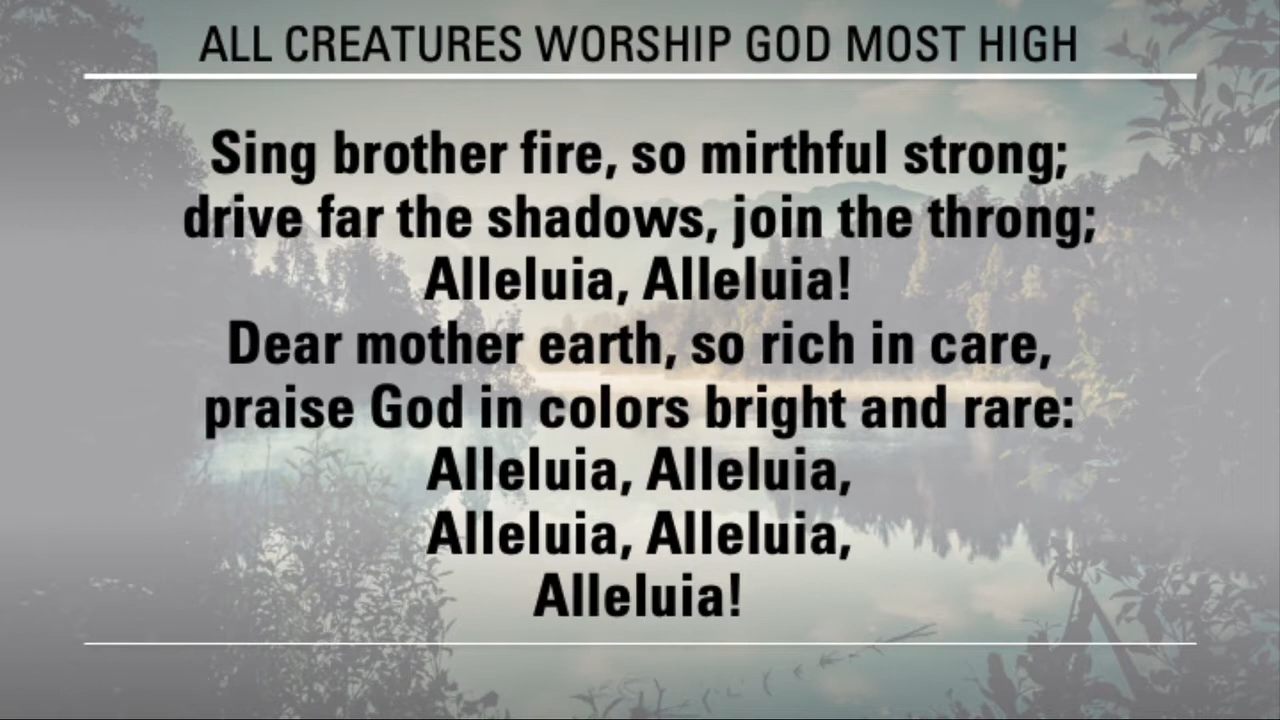 ALL CREATURES WORSHIP GOD MOST HIGH
Sing brother fire, so mirthful strong;
drive far the shadows, join the throng;
Alleluia, Alleluia!
Dear mother earth, so rich in care,
praise God in colors bright and rare:
Alleluia, Alleluia,
Alleluia, Alleluia,
Alleluia!